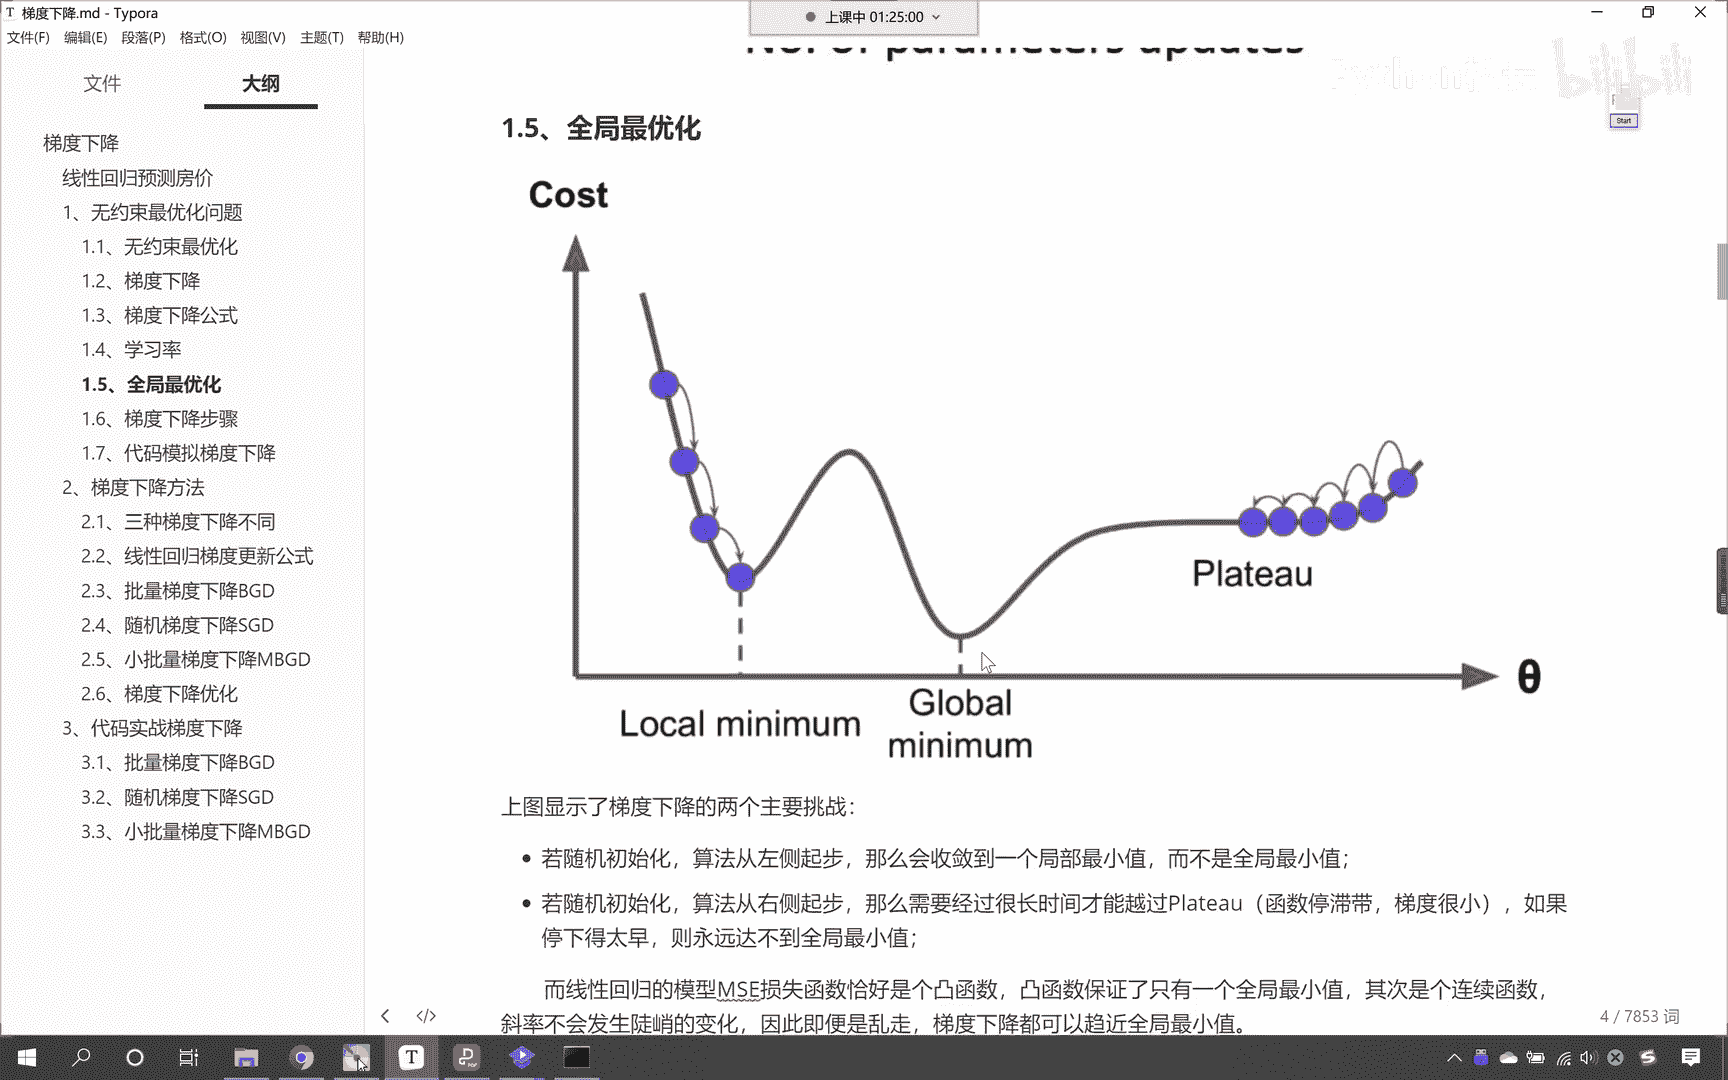 梯度下降.md - Typora
上课中 01:25:00
文件(F) 编辑(E) 段落(P) 格式(O) 视图(V) 主题(T) 帮助(H)
文件 大纲
梯度下降
线性回归预测房价
1、无约束最优化问题
1.1、无约束最优化
1.2、梯度下降
1.3、梯度下降公式
1.4、学习率
1.5、全局最优化
1.6、梯度下降步骤
1.7、代码模拟梯度下降
2、梯度下降方法
2.1、三种梯度下降不同
2.2、线性回归梯度更新公式
2.3、批量梯度下降BGD
2.4、随机梯度下降SGD
2.5、小批量梯度下降MBGD
2.6、梯度下降优化
3、代码实战梯度下降
3.1、批量梯度下降BGD
3.2、随机梯度下降SGD
3.3、小批量梯度下降MBGD
No. of parameters updates
bilibili
Start
1.5、全局最优化
Cost
Plateau
θ
Local minimum
Global
minimum
上图显示了梯度下降的两个主要挑战：
若随机初始化，算法从左侧起步，那么会收敛到一个局部最小值，而不是全局最小值；
若随机初始化，算法从右侧起步，那么需要经过很长时间才能越过Plateau（函数停滞带，梯度很小），如果
停下得太早，则永远达不到全局最小值；
而线性回归的模型MSE损失函数恰好是个凸函数，凸函数保证了只有一个全局最小值，其次是个连续函数，
斜率不会发生陡峭的变化，因此即便是乱走，梯度下降都可以趋近全局最小值。
4 / 7853 词